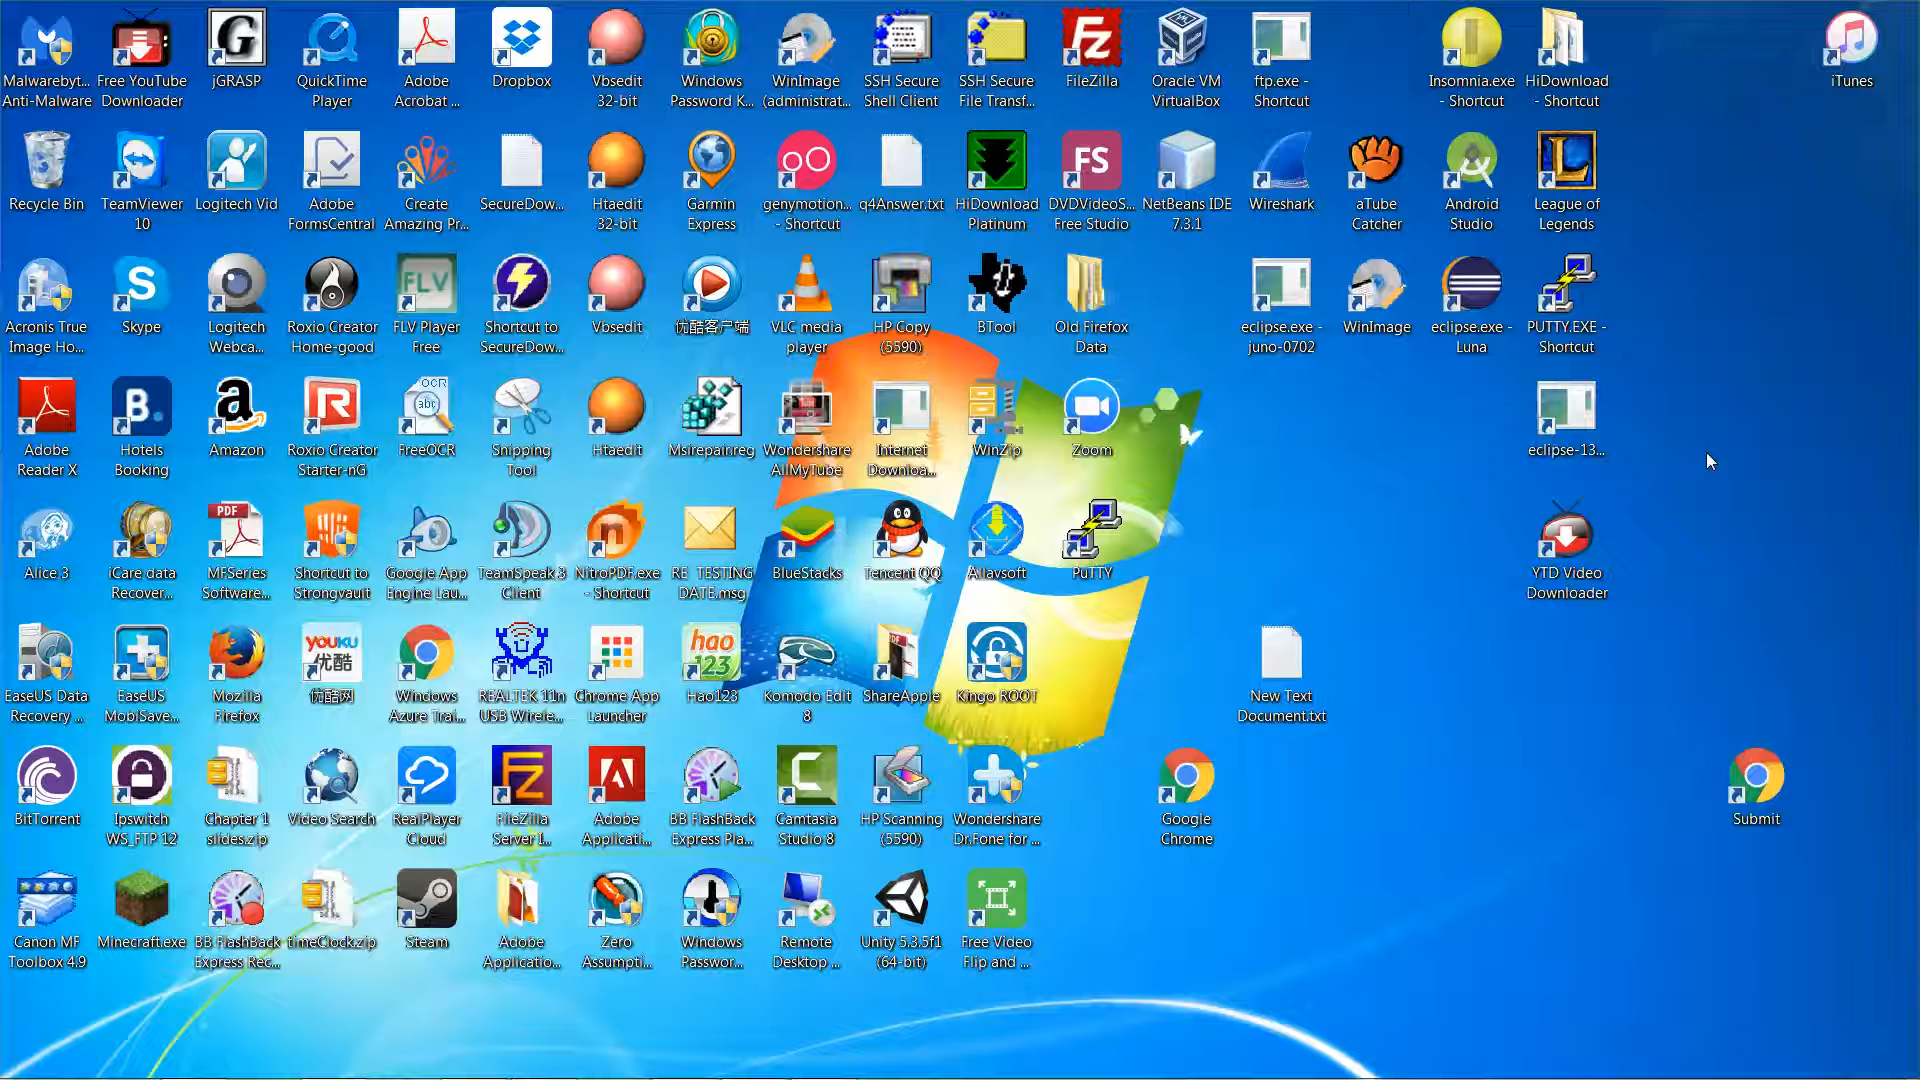 Malwarebyt... Anti-Malware
Free YouTube Downloader
jGRASP
QuickTime Player
Adobe Acrobat ...
Dropbox
Vbsedit 32-bit
Windows Password K...
WinImage (administrat...
SSH Secure Shell Client
SSH Secure File Transf...
FileZilla
Oracle VM VirtualBox
ftp.exe - Shortcut
Insomnia.exe - Shortcut
HiDownload - Shortcut
iTunes
Recycle Bin
TeamViewer 10
Logitech Vid
Adobe FormsCentral
Create Amazing Pr...
SecureDow...
Htaedit 32-bit
Garmin Express
genymotion... - Shortcut
q4Answer.txt
HiDownload Platinum
FS
DVDVideoS... Free Studio
NetBeans IDE 7.3.1
Wireshark
aTube Catcher
Android Studio
League of Legends
Acronis True Image Ho...
Skype
Logitech Webca...
Roxio Creator Home-good
FLV
FLV Player Free
Shortcut to SecureDow...
Vbsedit
优酷客户端
VLC media player
HP Copy (5590)
BTool
Old Firefox Data
eclipse.exe - juno-0702
WinImage
eclipse.exe - Luna
PUTTY.EXE - Shortcut
Adobe Reader X
B.
Hotels Booking
Amazon
Roxio Creator Starter-nG
OCR
abc
FreeOCR
Snipping Tool
Htaedit
Msirepair.reg
Wondershare AllMyTube
Internet Downloa...
WinZip
Zoom
eclipse-13...
Alice 3
iCare data Recover...
PDF
MFSeries Software...
Shortcut to Strongvault
Google App Engine Lau...
TeamSpeak 3 Client
NitroPDF.exe - Shortcut
RE TESTING DATE.msg
BlueStacks
Tencent QQ
Allavsoft
PuTTY
YTD Video Downloader
EaseUS Data Recovery ...
EaseUS MobiSave...
Mozilla Firefox
YOUKU
优酷
优酷网
Windows Azure Trai...
REALTEK 11n USB Wirele...
Chrome App Launcher
hao
123
Hao123
Komodo Edit 8
PDF
ShareApple
Kingo ROOT
New Text Document.txt
BitTorrent
Ipswitch WS_FTP 12
Chapter 1 slides.zip
Video Search
RealPlayer Cloud
FZ
FileZilla Server I...
Adobe Applicati...
BB FlashBack Express Pla...
Camtasia Studio 8
HP Scanning (5590)
Wondershare Dr.Fone for ...
Google Chrome
Submit
Canon MF Toolbox 4.9
Minecraft.exe
BB FlashBack Express Rec...
timeClock.zip
Steam
Adobe Applicatio...
Zero Assumpti...
Windows Passwor...
Remote Desktop ...
Unity 5.3.5f1 (64-bit)
Free Video Flip and ...